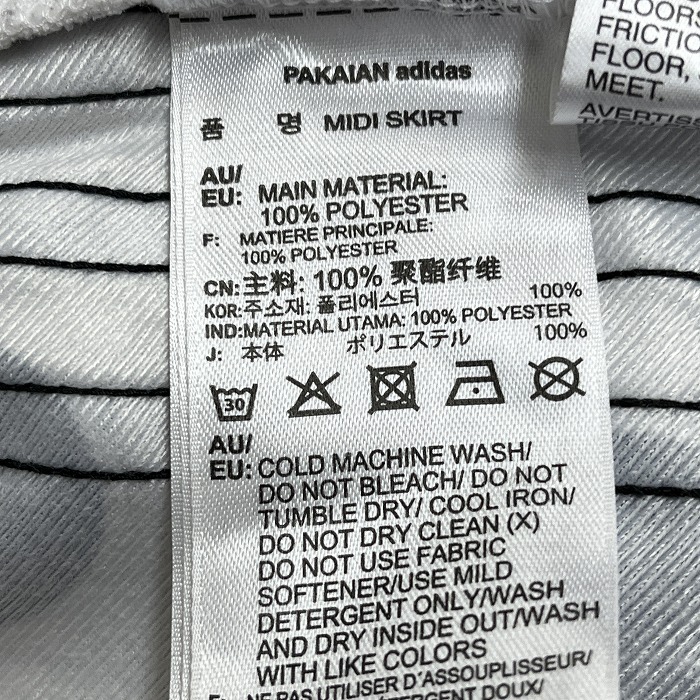 FLOORS
FRICTIO
FLOOR,
MEET.
AVERTISS
PAKAIAN adidas
품 명 MIDI SKIRT
AU/
EU: MAIN MATERIAL:
100% POLYESTER
F: MATIERE PRINCIPALE:
100% POLYESTER
CN: 主料: 100% 聚酯纤维
KOR: 주소재: 폴리에스터 100%
IND: MATERIAL UTAMA: 100% POLYESTER
J: 本体 ポリエステル 100%
30
AU/
EU: COLD MACHINE WASH/
DO NOT BLEACH/ DO NOT
TUMBLE DRY/ COOL IRON/
DO NOT DRY CLEAN (X)
DO NOT USE FABRIC
SOFTENER/USE MILD
DETERGENT ONLY/WASH
AND DRY INSIDE OUT/WASH
WITH LIKE COLORS
F: NE PAS UTILISER D'ASSOUPLISSEUR/
DETERGENT DOUX/